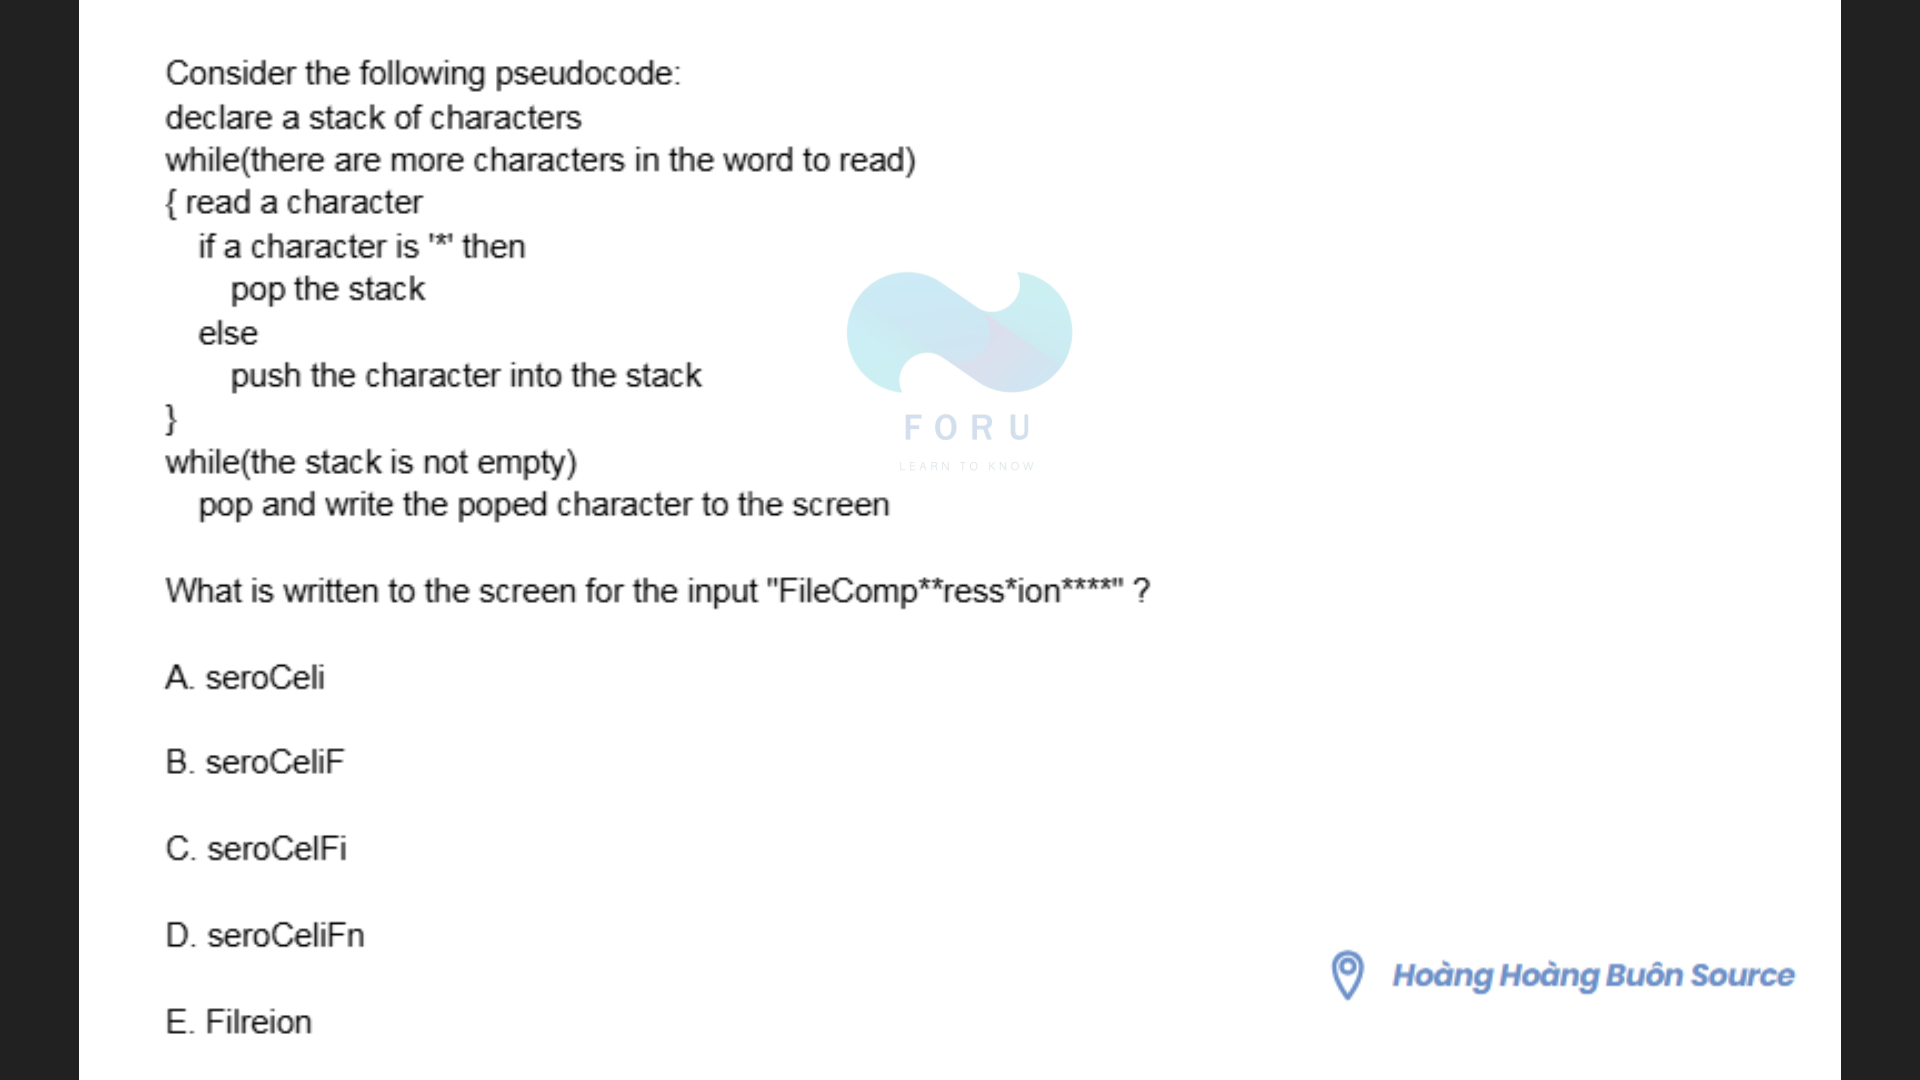 Consider the following pseudocode:
declare a stack of characters
while(there are more characters in the word to read)
{ read a character
if a character is '*' then
pop the stack
else
push the character into the stack
}
while(the stack is not empty)
pop and write the poped character to the screen
What is written to the screen for the input "FileComp**ress*ion****" ?
A. seroCeli
B. seroCeliF
C. seroCelFi
D. seroCeliFn
E. Filreion
FORU
LEARN TO KNOW
Hoàng Hoàng Buôn Source